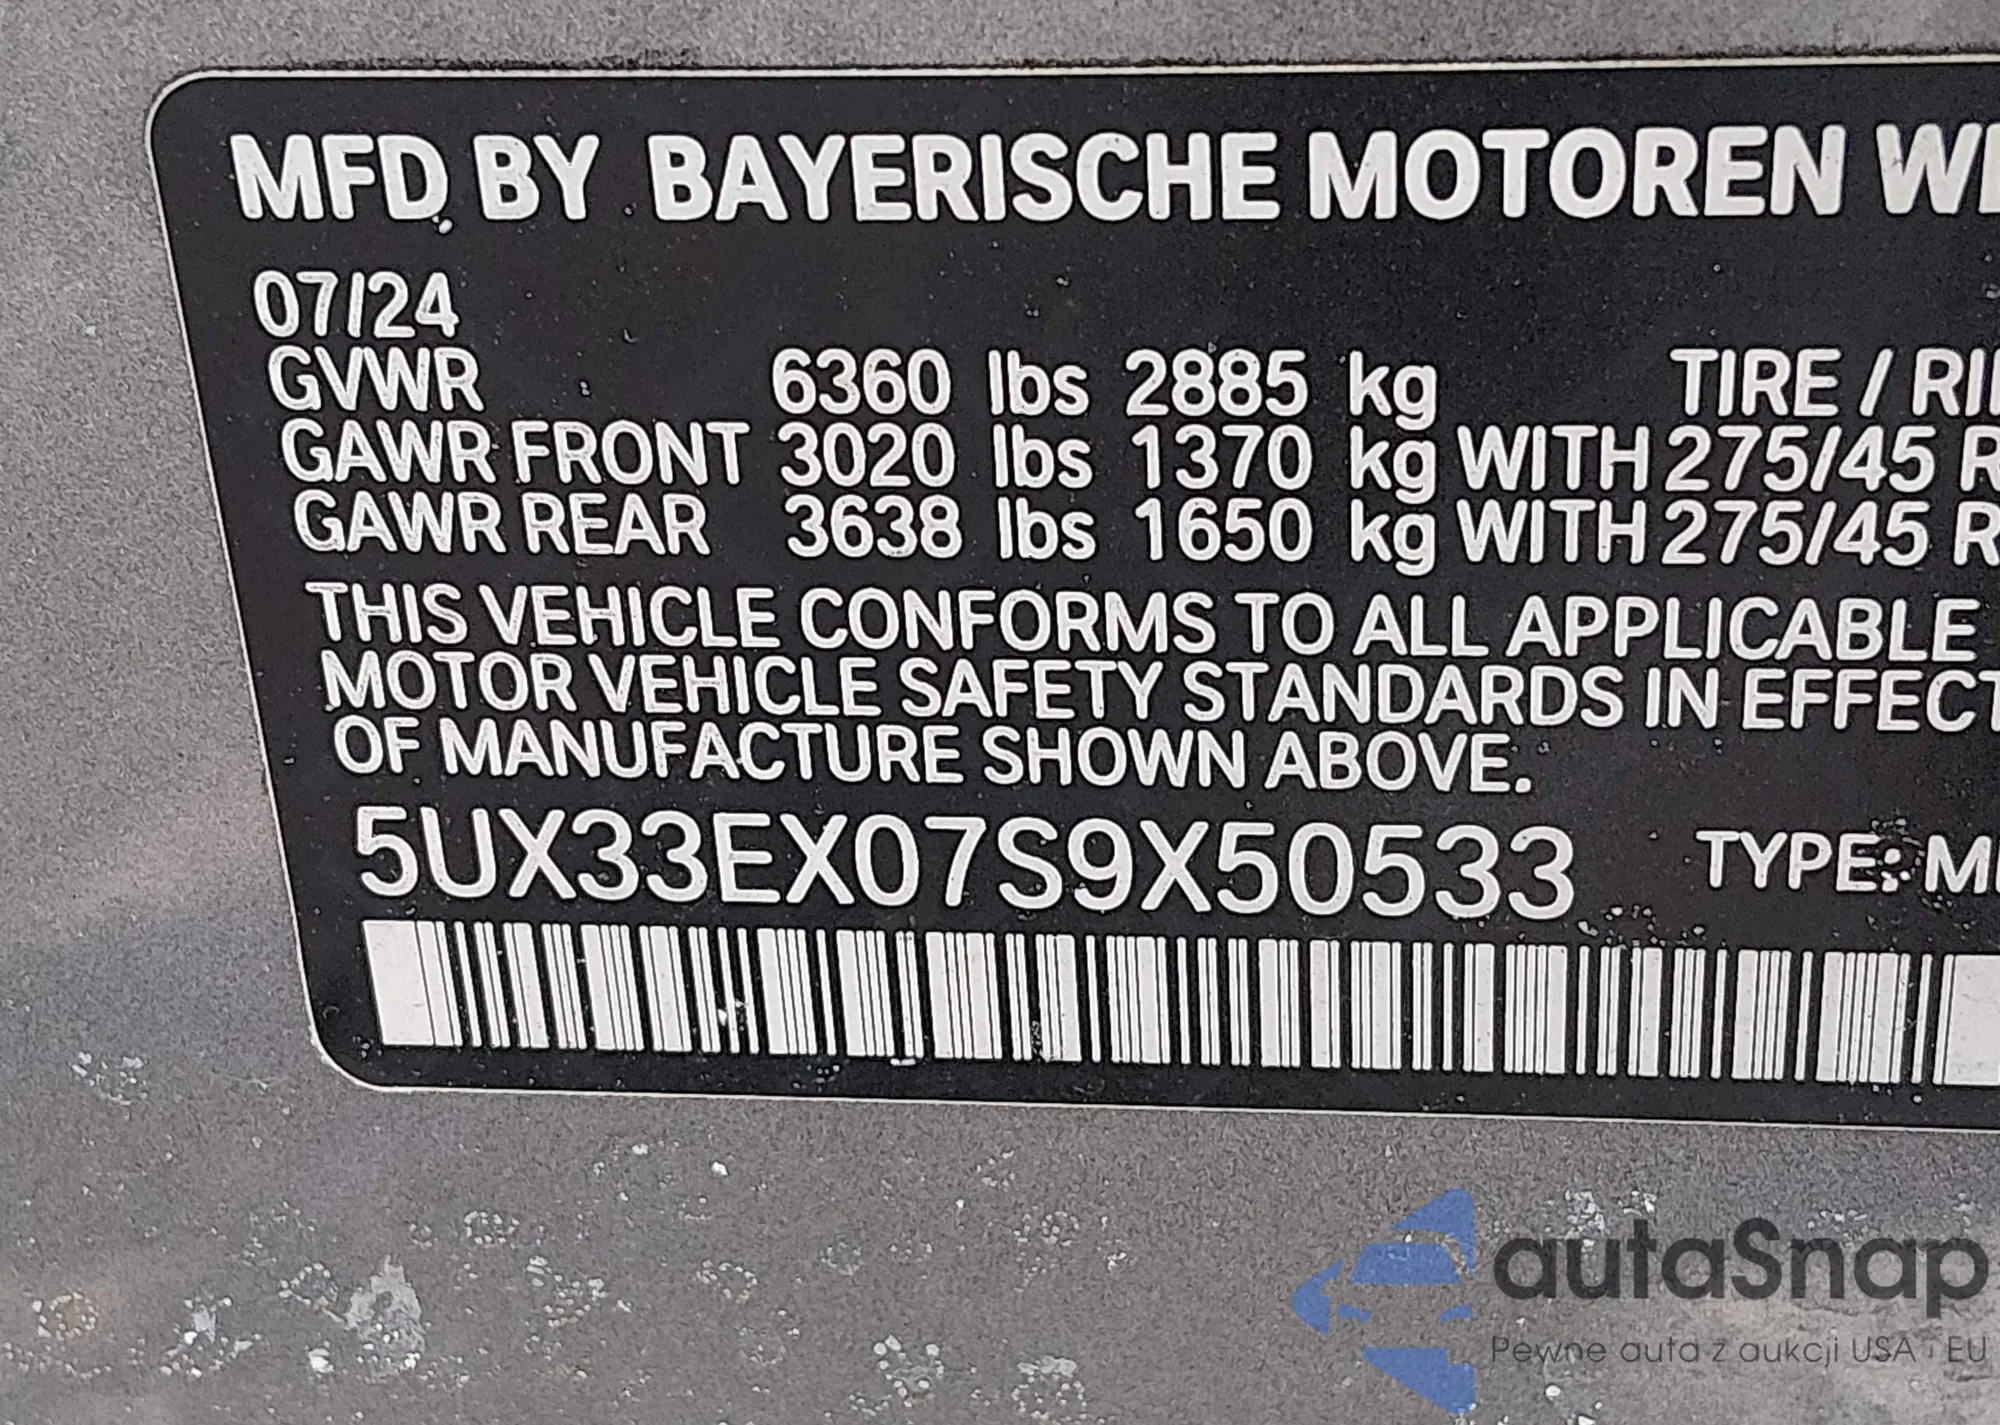 MFD BY BAYERISCHE MOTOREN
07/24
GVWR 6360 lbs 2885 kg TIRE /
GAWR FRONT 3020 lbs 1370 kg WITH 275/45 R
GAWR REAR 3638 lbs 1650 kg WITH 275/45 R
THIS VEHICLE CONFORMS TO ALL APPLICABLE
MOTOR VEHICLE SAFETY STANDARDS IN EFFECT
OF MANUFACTURE SHOWN ABOVE.
5UX33EX07S9X50533 TYPE:
autaSnap
Pewne auta z aukcji USA i EU